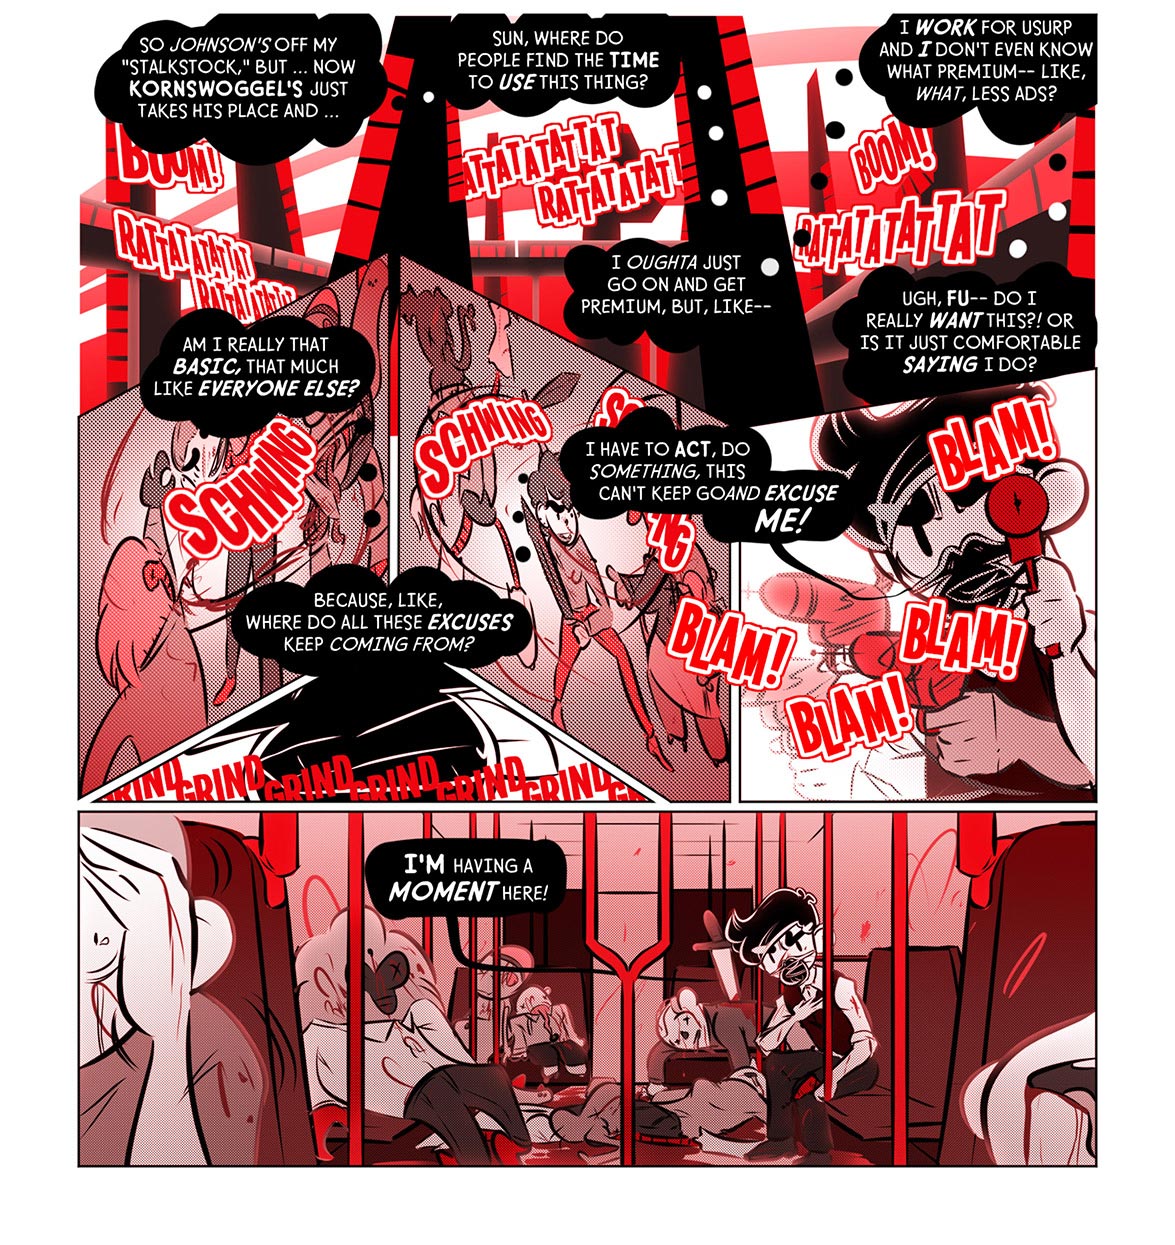 SO JOHNSON'S OFF MY
"STALKSTOCK," BUT ... NOW
KORNSWOGGEL'S JUST
TAKES HIS PLACE AND ...
SUN, WHERE DO
PEOPLE FIND THE TIME
TO USE THIS THING?
I WORK FOR USURP
AND I DON'T EVEN KNOW
WHAT PREMIUM-- LIKE,
WHAT, LESS ADS?
BOOM!
RATTATATATTAT
BOOM!
RATTATATATTAT
I OUGHTA JUST
GO ON AND GET
PREMIUM, BUT, LIKE--
UGH, FU-- DO I
REALLY WANT THIS?! OR
IS IT JUST COMFORTABLE
SAYING I DO?
AM I REALLY THAT
BASIC, THAT MUCH
LIKE EVERYONE ELSE?
SCHWING
SCHWING
I HAVE TO ACT, DO
SOMETHING, THIS
CAN'T KEEP GOAND EXCUSE
ME!
BLAM!
BECAUSE, LIKE,
WHERE DO ALL THESE EXCUSES
KEEP COMING FROM?
BLAM!
BLAM!
BLAM!
GRIND GRIND GRIND GRIND GRIND
I'M HAVING A
MOMENT HERE!